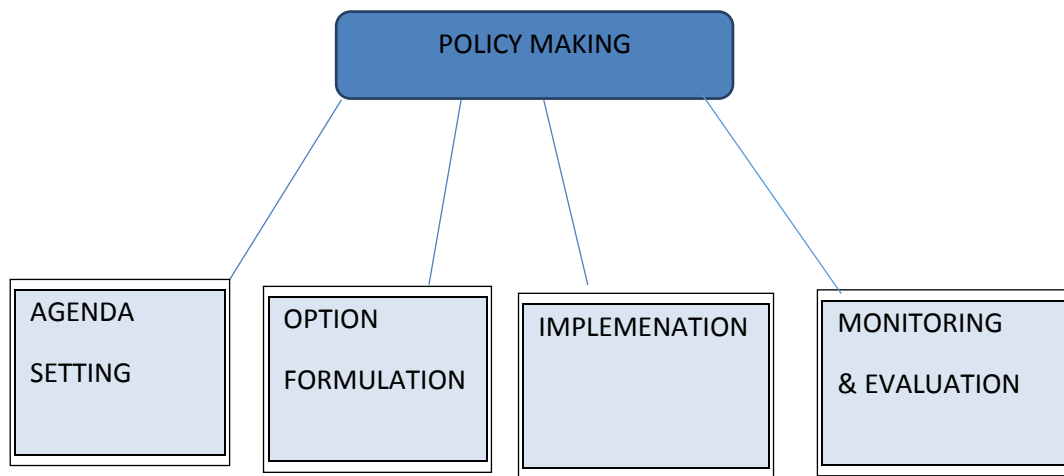 POLICY MAKING
AGENDA
SETTING
OPTION
FORMULATION
IMPLEMENATION
MONITORING
& EVALUATION